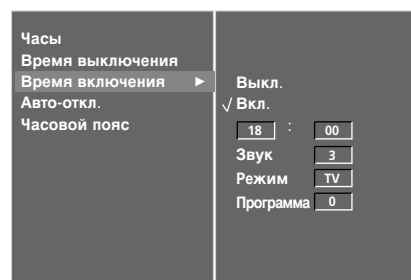 Часы
Время выключения
Время включения ►
Авто-откл.
Часовой пояс
Выкл.
√ Вкл.
18 : 00
Звук 3
Режим TV
Программа 0